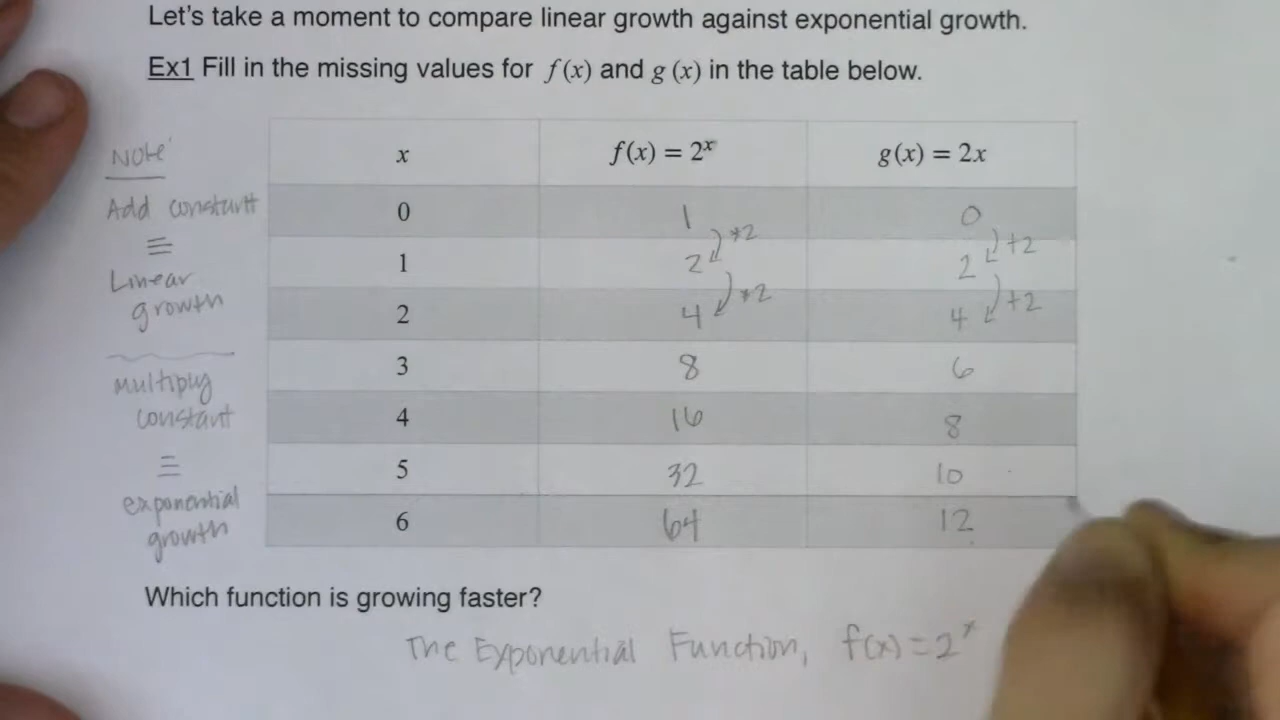 Let's take a moment to compare linear growth against exponential growth.
Ex1 Fill in the missing values for f(x) and g (x) in the table below.
Note
Add constant
≡
Linear
growth
multiply
constant
≡
exponential
growth
x f(x) = 2ˣ g(x) = 2x
0 1 0
*2 +2
1 2 2
*2 +2
2 4 4
3 8 6
4 16 8
5 32 10
6 64 12
Which function is growing faster?
The Exponential Function, f(x) = 2ˣ